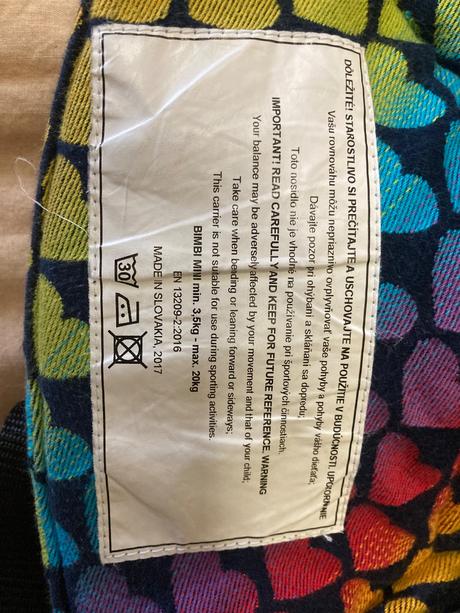 DÔLEŽITÉ! STAROSTLIVO SI PREČÍTAJTE A USCHOVAJTE NA POUŽITIE V BUDÚCNOSTI. UPOZORNENIE
Vašu rovnováhu môžu nepriaznivo ovplyvňovať vaše pohyby a pohyby vášho dieťaťa;
Dávajte pozor pri ohýbaní a skláňaní sa dopredu;
Toto nosidlo nie je vhodné na používanie pri športových činnostiach.
IMPORTANT! READ CAREFULLY AND KEEP FOR FUTURE REFERENCE. WARNING
Your balance may be adversely affected by your movement and that of your child;
Take care when bending or leaning forward or sideways;
This carrier is not suitable for use during sporting activities.
BIMBI MIW min. 3,5kg - max. 20kg
EN 13209-2:2016
MADE IN SLOVAKIA, 2017
30